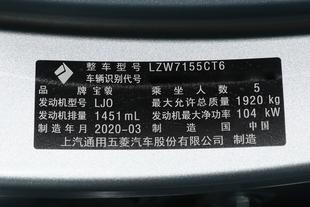 整车型号 LZW7155CT6
车辆识别代号
品牌 宝骏 乘坐人数 5
发动机型号 LJO 最大允许总质量 1920 kg
发动机排量 1451 mL 发动机最大净功率 104 kW
制造年月 2020-03 制造国 中国
上汽通用五菱汽车股份有限公司 制造